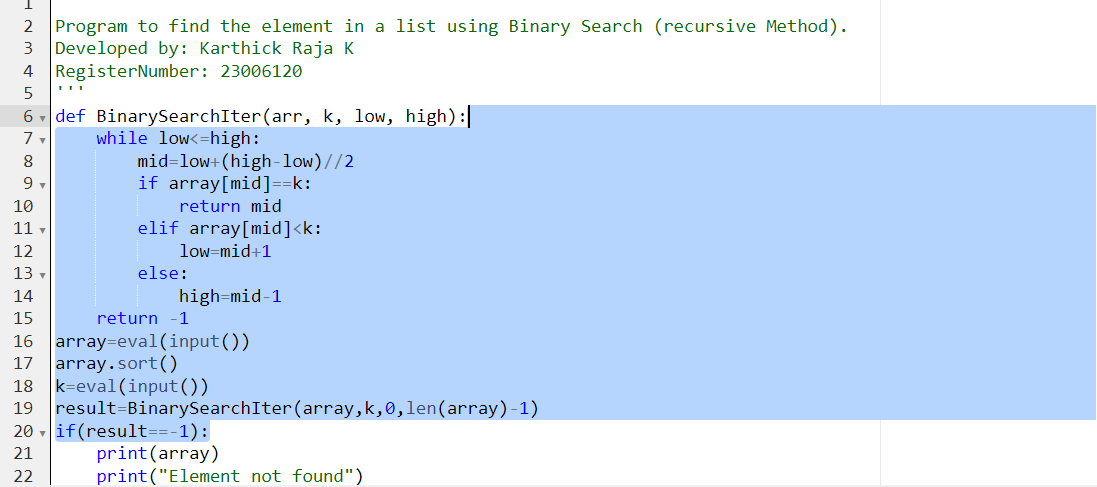 1
2 Program to find the element in a list using Binary Search (recursive Method).
3 Developed by: Karthick Raja K
4 RegisterNumber: 23006120
5 '''
6 def BinarySearchIter(arr, k, low, high):
7     while low<=high:
8         mid=low+(high-low)//2
9         if array[mid]==k:
10             return mid
11         elif array[mid]<k:
12             low=mid+1
13         else:
14             high=mid-1
15     return -1
16 array=eval(input())
17 array.sort()
18 k=eval(input())
19 result=BinarySearchIter(array,k,0,len(array)-1)
20 if(result==-1):
21     print(array)
22     print("Element not found")